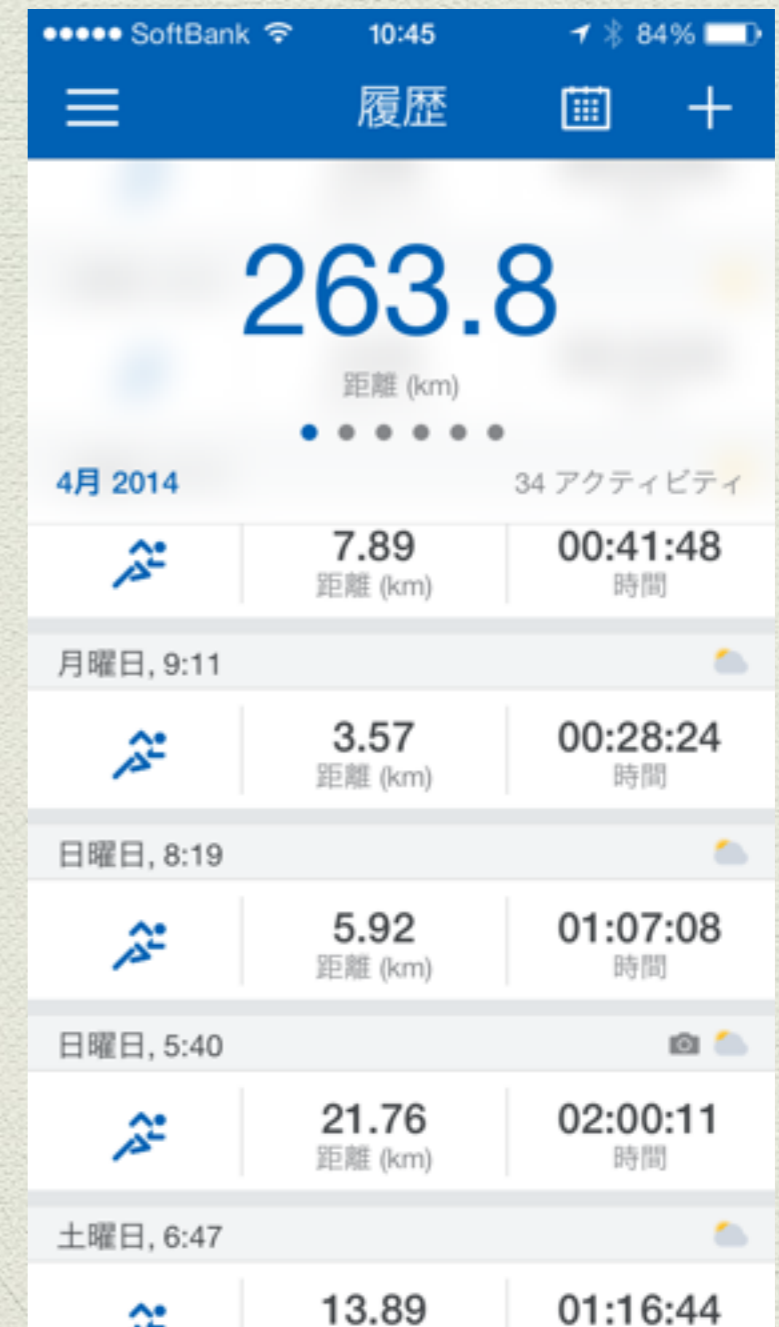 SoftBank 10:45 84%
履歴
263.8
距離 (km)
4月 2014 34 アクティビティ
7.89 00:41:48
距離 (km) 時間
月曜日, 9:11
3.57 00:28:24
距離 (km) 時間
日曜日, 8:19
5.92 01:07:08
距離 (km) 時間
日曜日, 5:40
21.76 02:00:11
距離 (km) 時間
土曜日, 6:47
13.89 01:16:44